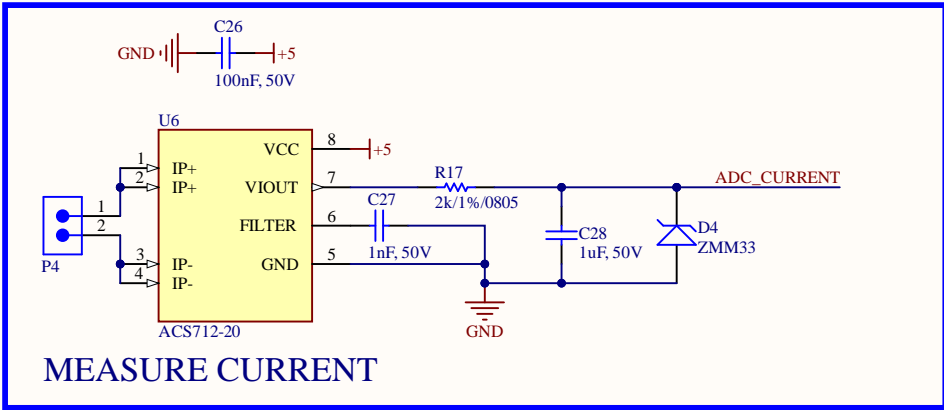 C26
GND
+5
100nF, 50V
U6
1
2
3
4
IP+
IP+
IP-
IP-
VCC
VIOUT
FILTER
GND
8
7
6
5
+5
ACS712-20
1
2
P4
R17
2k/1%/0805
C27
1nF, 50V
C28
1uF, 50V
D4
ZMM33
ADC_CURRENT
GND
MEASURE CURRENT